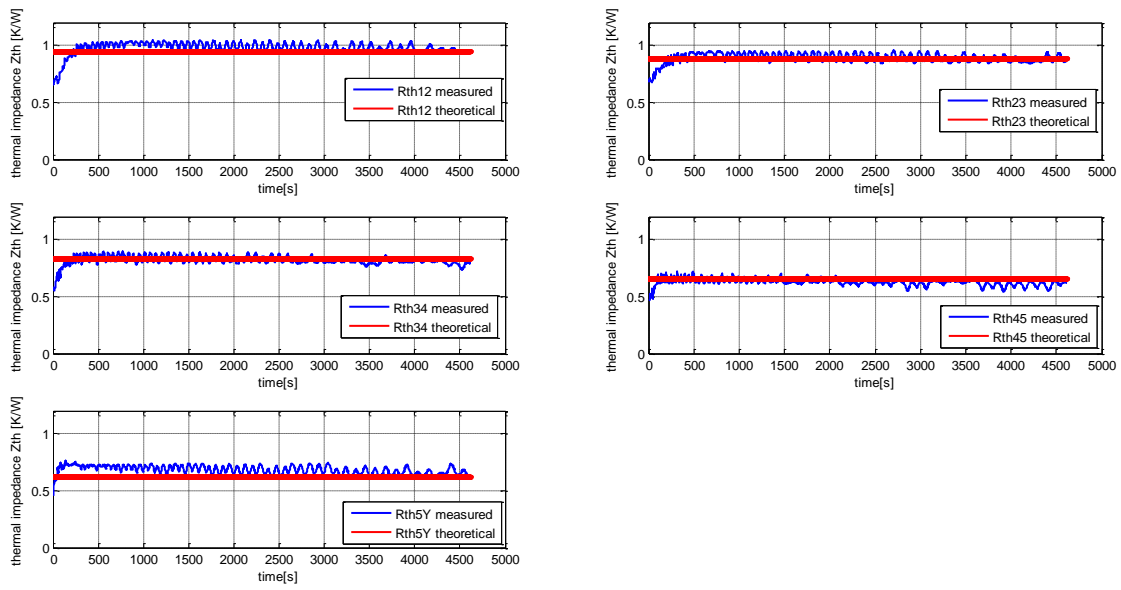 thermal impedance Zth [K/W]
1
0.5
0
Rth12 measured
Rth12 theoretical
0 500 1000 1500 2000 2500 3000 3500 4000 4500 5000
time[s]
thermal impedance Zth [K/W]
1
0.5
0
Rth23 measured
Rth23 theoretical
0 500 1000 1500 2000 2500 3000 3500 4000 4500 5000
time[s]
thermal impedance Zth [K/W]
1
0.5
0
Rth34 measured
Rth34 theoretical
0 500 1000 1500 2000 2500 3000 3500 4000 4500 5000
time[s]
thermal impedance Zth [K/W]
1
0.5
0
Rth45 measured
Rth45 theoretical
0 500 1000 1500 2000 2500 3000 3500 4000 4500 5000
time[s]
thermal impedance Zth [K/W]
1
0.5
0
Rth5Y measured
Rth5Y theoretical
0 500 1000 1500 2000 2500 3000 3500 4000 4500 5000
time[s]